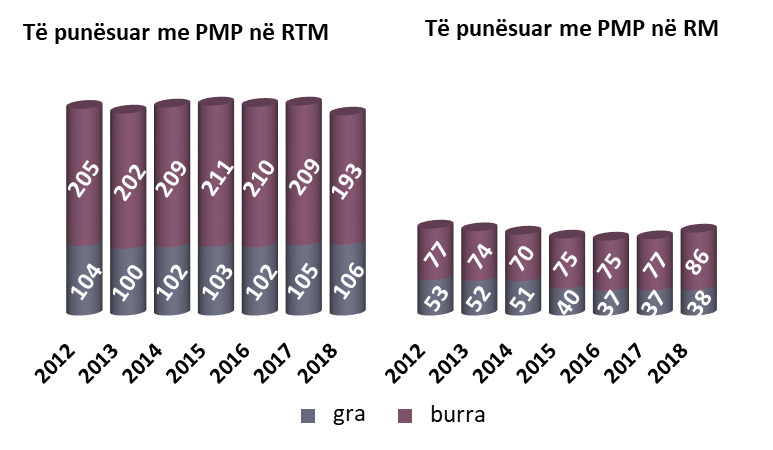 Të punësuar me PMP në RTM
205 202 209 211 210 209 193
104 100 102 103 102 105 106
2012 2013 2014 2015 2016 2017 2018
Të punësuar me PMP në RM
77 74 70 75 75 77 86
53 52 51 40 37 37 38
2012 2013 2014 2015 2016 2017 2018
gra burra